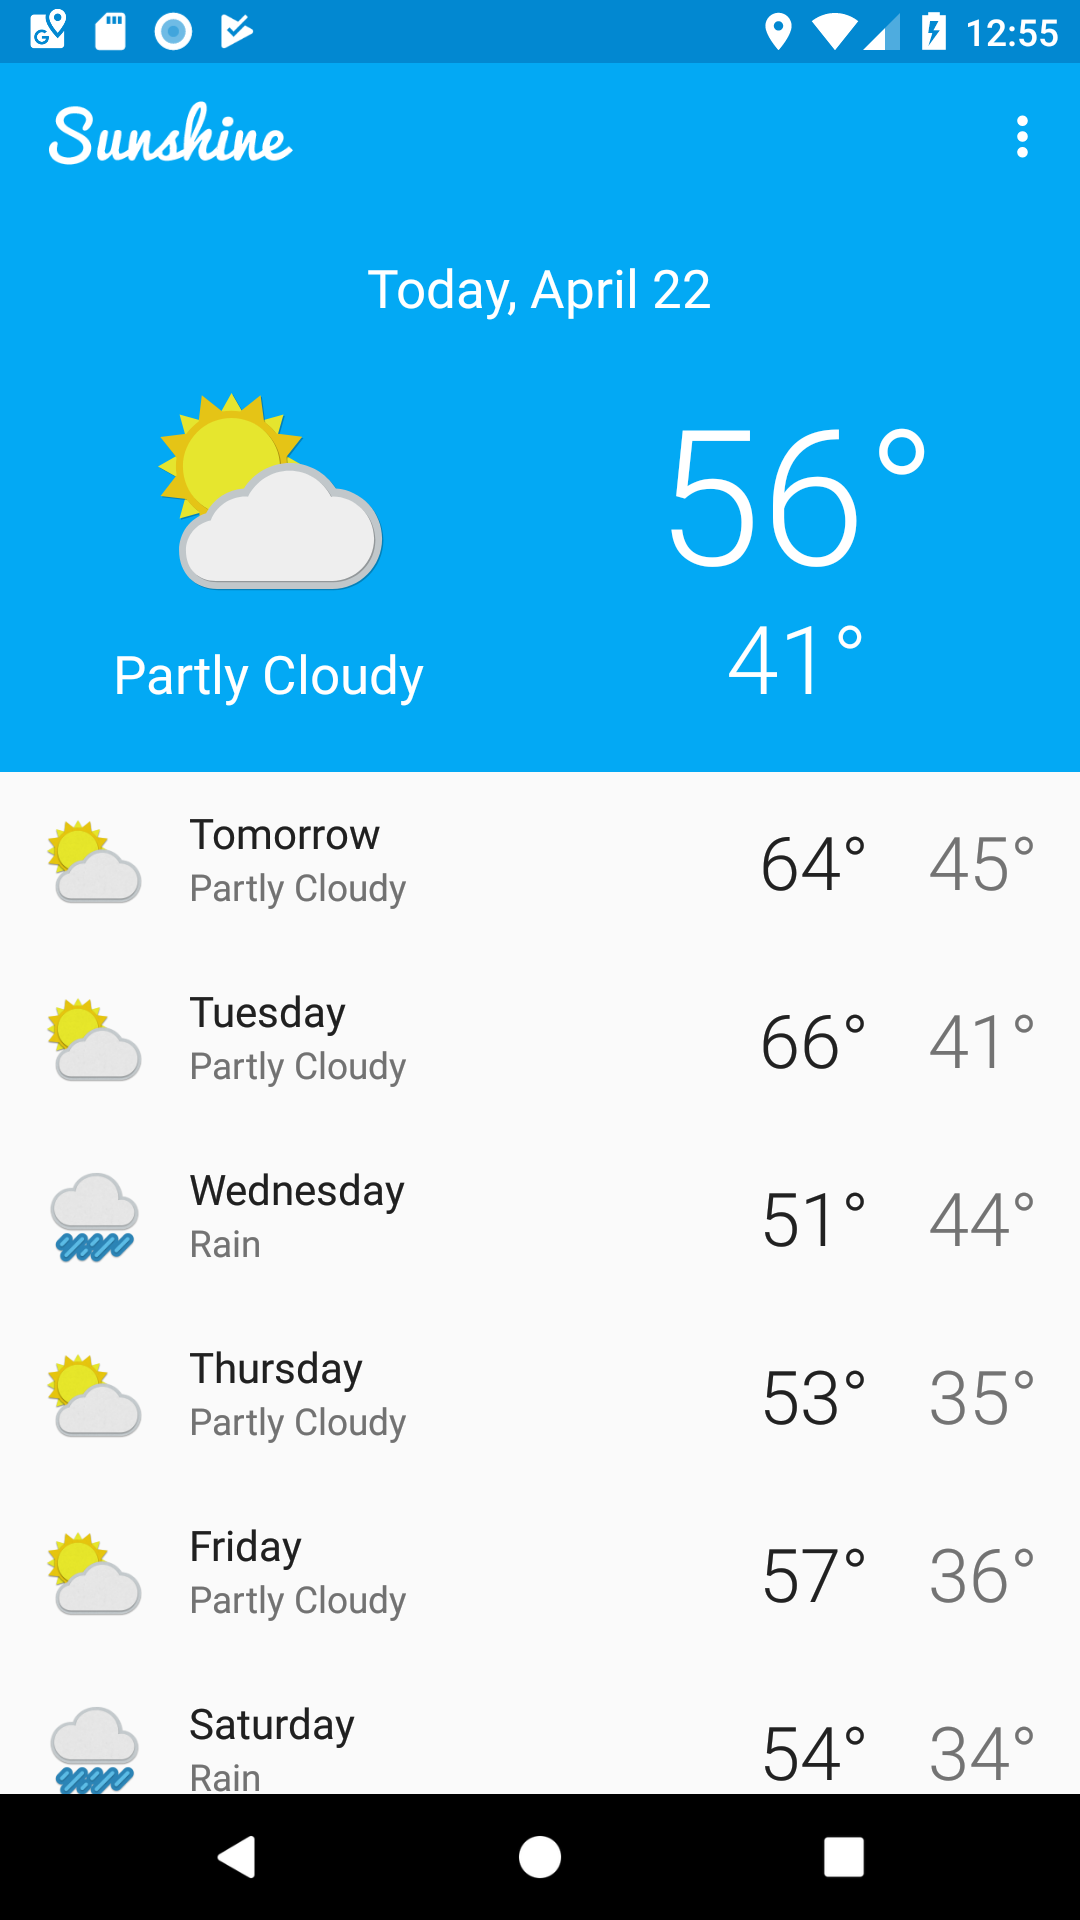 12:55
Sunshine
Today, April 22
56°
41°
Partly Cloudy
Tomorrow
Partly Cloudy
64° 45°
Tuesday
Partly Cloudy
66° 41°
Wednesday
Rain
51° 44°
Thursday
Partly Cloudy
53° 35°
Friday
Partly Cloudy
57° 36°
Saturday
Rain
54° 34°